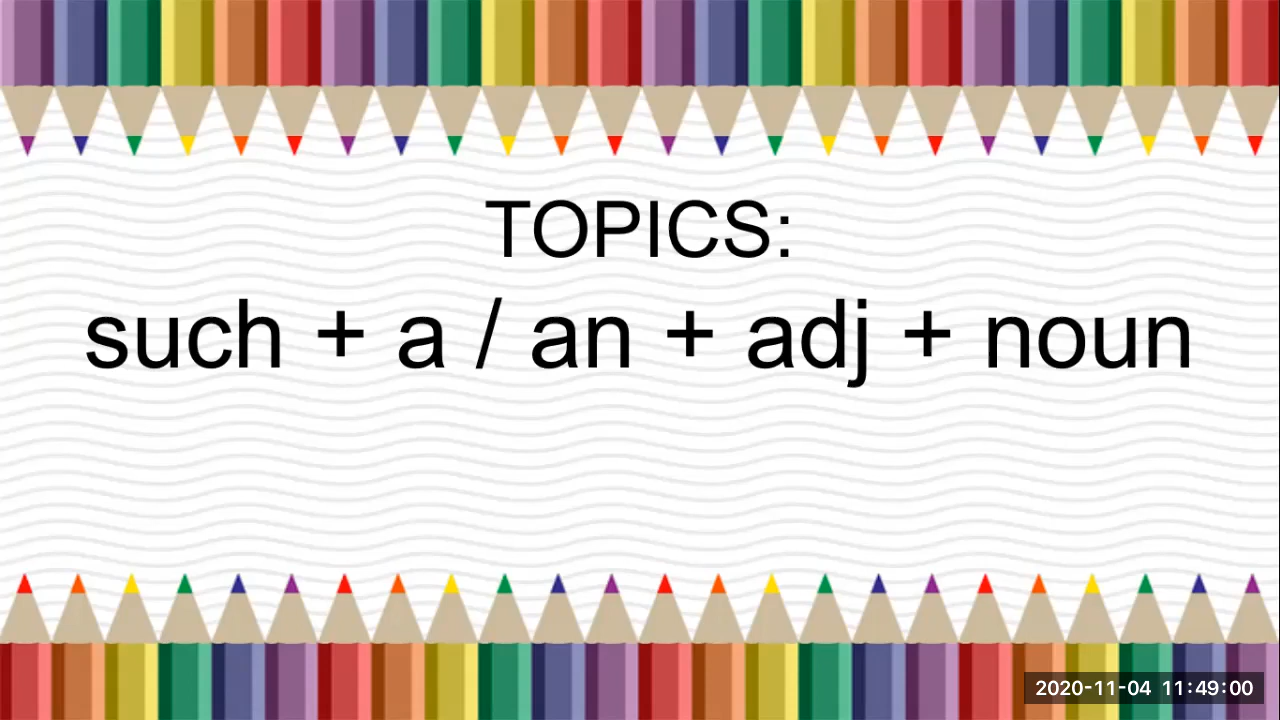 TOPICS:
such + a / an + adj + noun
2020-11-04 11:49:00